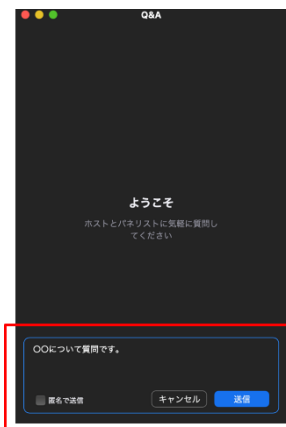 Q&A
ようこそ
ホストとパネリストに気軽に質問し
てください
〇〇について質問です。
匿名で送信
キャンセル
送信